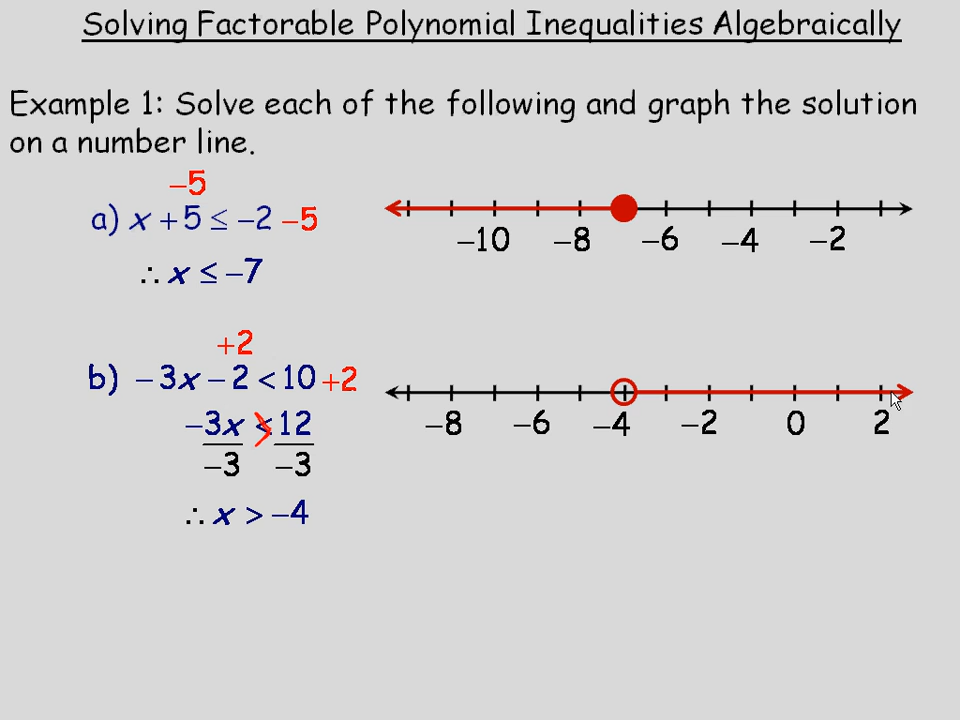 Solving Factorable Polynomial Inequalities Algebraically
Example 1: Solve each of the following and graph the solution
on a number line.
−5
a) x + 5 ≤ −2 −5
−10 −8 −6 −4 −2
∴ x ≤ −7
+2
b) −3x − 2 < 10 +2
−3x < > 12
−8 −6 −4 −2 0 2
−3 −3
∴ x > −4